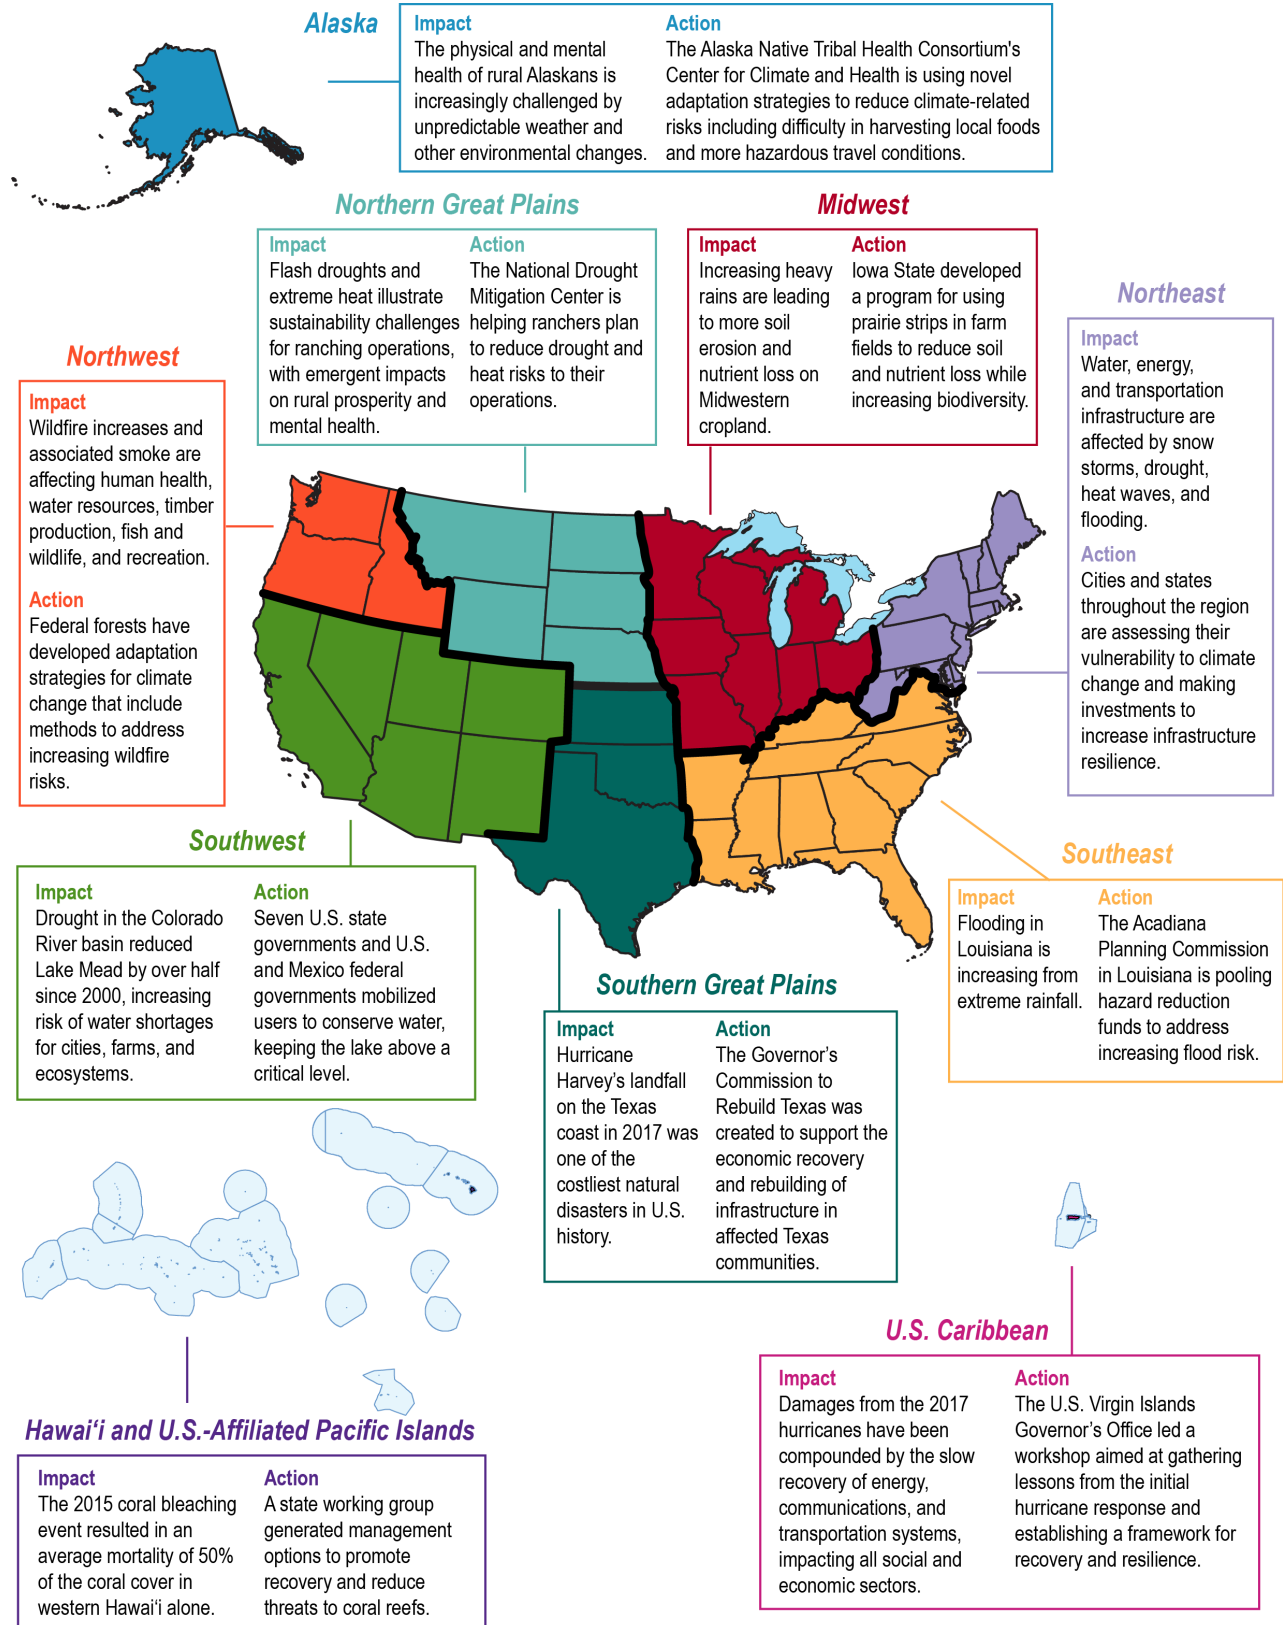 Alaska
Impact
The physical and mental
health of rural Alaskans is
increasingly challenged by
unpredictable weather and
other environmental changes.
Action
The Alaska Native Tribal Health Consortium's
Center for Climate and Health is using novel
adaptation strategies to reduce climate-related
risks including difficulty in harvesting local foods
and more hazardous travel conditions.
Northern Great Plains
Impact
Flash droughts and
extreme heat illustrate
sustainability challenges
for ranching operations,
with emergent impacts
on rural prosperity and
mental health.
Action
The National Drought
Mitigation Center is
helping ranchers plan
to reduce drought and
heat risks to their
operations.
Midwest
Impact
Increasing heavy
rains are leading
to more soil
erosion and
nutrient loss on
Midwestern
cropland.
Action
Iowa State developed
a program for using
prairie strips in farm
fields to reduce soil
and nutrient loss while
increasing biodiversity.
Northeast
Impact
Water, energy,
and transportation
infrastructure are
affected by snow
storms, drought,
heat waves, and
flooding.
Action
Cities and states
throughout the region
are assessing their
vulnerability to climate
change and making
investments to
increase infrastructure
resilience.
Northwest
Impact
Wildfire increases and
associated smoke are
affecting human health,
water resources, timber
production, fish and
wildlife, and recreation.
Action
Federal forests have
developed adaptation
strategies for climate
change that include
methods to address
increasing wildfire
risks.
Southwest
Impact
Drought in the Colorado
River basin reduced
Lake Mead by over half
since 2000, increasing
risk of water shortages
for cities, farms, and
ecosystems.
Action
Seven U.S. state
governments and U.S.
and Mexico federal
governments mobilized
users to conserve water,
keeping the lake above a
critical level.
Southeast
Impact
Flooding in
Louisiana is
increasing from
extreme rainfall.
Action
The Acadiana
Planning Commission
in Louisiana is pooling
hazard reduction
funds to address
increasing flood risk.
Southern Great Plains
Impact
Hurricane
Harvey’s landfall
on the Texas
coast in 2017 was
one of the
costliest natural
disasters in U.S.
history.
Action
The Governor’s
Commission to
Rebuild Texas was
created to support the
economic recovery
and rebuilding of
infrastructure in
affected Texas
communities.
U.S. Caribbean
Impact
Damages from the 2017
hurricanes have been
compounded by the slow
recovery of energy,
communications, and
transportation systems,
impacting all social and
economic sectors.
Action
The U.S. Virgin Islands
Governor’s Office led a
workshop aimed at gathering
lessons from the initial
hurricane response and
establishing a framework for
recovery and resilience.
Hawai‘i and U.S.-Affiliated Pacific Islands
Impact
The 2015 coral bleaching
event resulted in an
average mortality of 50%
of the coral cover in
western Hawai‘i alone.
Action
A state working group
generated management
options to promote
recovery and reduce
threats to coral reefs.